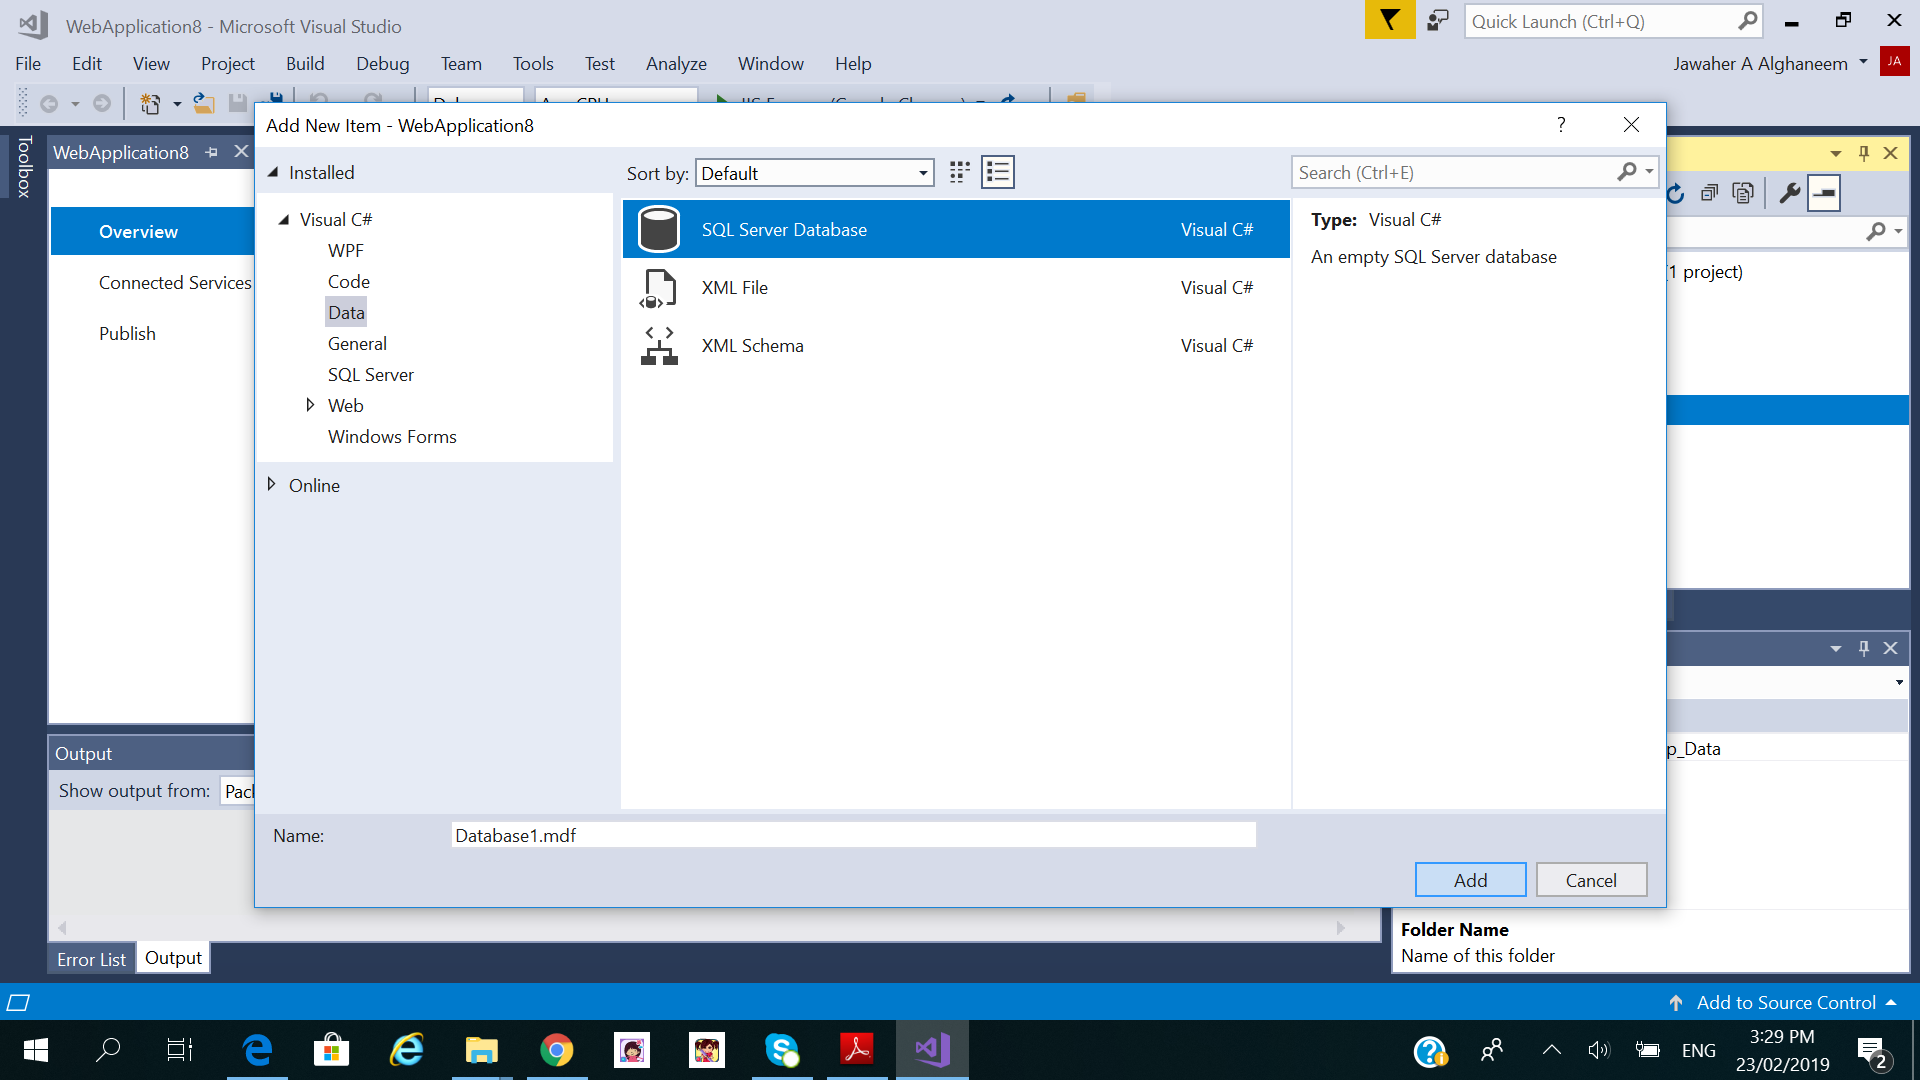 WebApplication8 - Microsoft Visual Studio
Quick Launch (Ctrl+Q)
File Edit View Project Build Debug Team Tools Test Analyze Window Help
Jawaher A Alghaneem JA
Toolbox
WebApplication8
Overview
Connected Services
Publish
Add New Item - WebApplication8 ?
Installed
Sort by: Default
Search (Ctrl+E)
Visual C#
WPF
Code
Data
General
SQL Server
Web
Windows Forms
Online
SQL Server Database Visual C#
XML File Visual C#
XML Schema Visual C#
Type: Visual C#
An empty SQL Server database
Name: Database1.mdf
Add Cancel
1 project)
p_Data
Folder Name
Name of this folder
Output
Show output from:
Error List Output
Add to Source Control
ENG
3:29 PM
23/02/2019
2